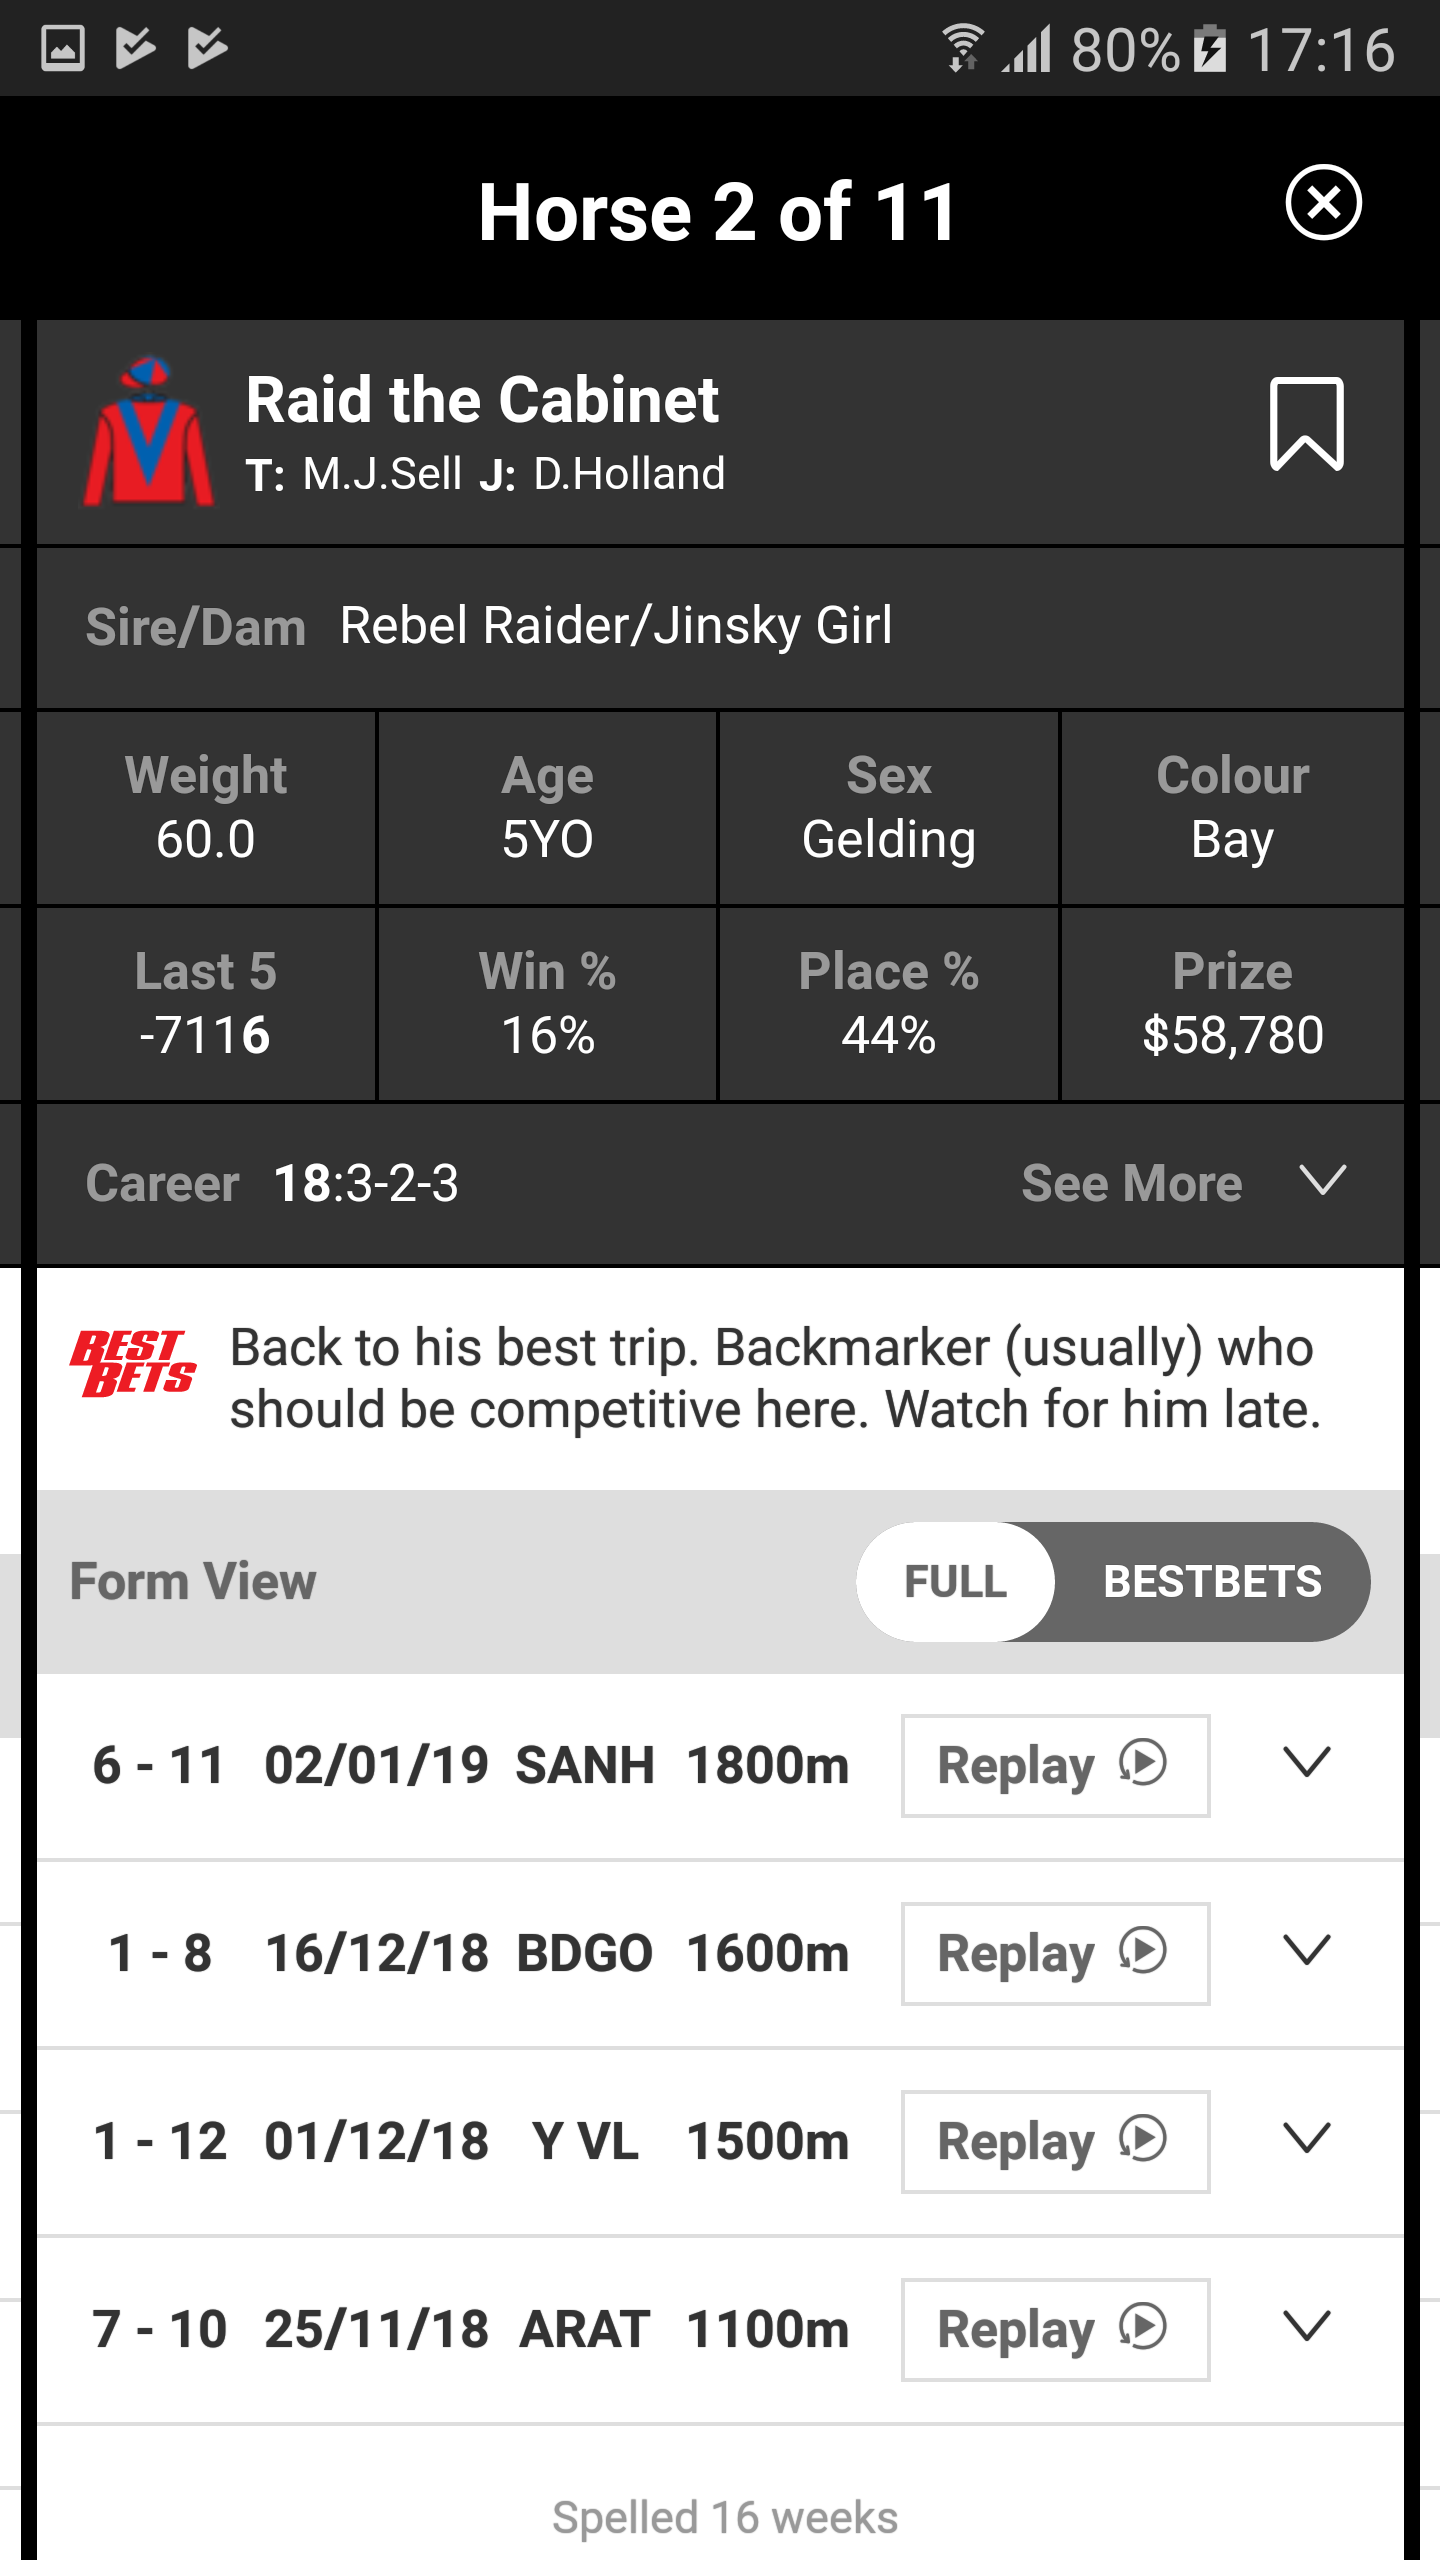 80% 17:16
Horse 2 of 11
Raid the Cabinet
T: M.J.Sell J: D.Holland
Sire/Dam Rebel Raider/Jinsky Girl
Weight Age Sex Colour
60.0 5YO Gelding Bay
Last 5 Win % Place % Prize
-7116 16% 44% $58,780
Career 18:3-2-3 See More
BEST BETS
Back to his best trip. Backmarker (usually) who
should be competitive here. Watch for him late.
Form View FULL BESTBETS
6 - 11 02/01/19 SANH 1800m Replay
1 - 8 16/12/18 BDGO 1600m Replay
1 - 12 01/12/18 Y VL 1500m Replay
7 - 10 25/11/18 ARAT 1100m Replay
Spelled 16 weeks